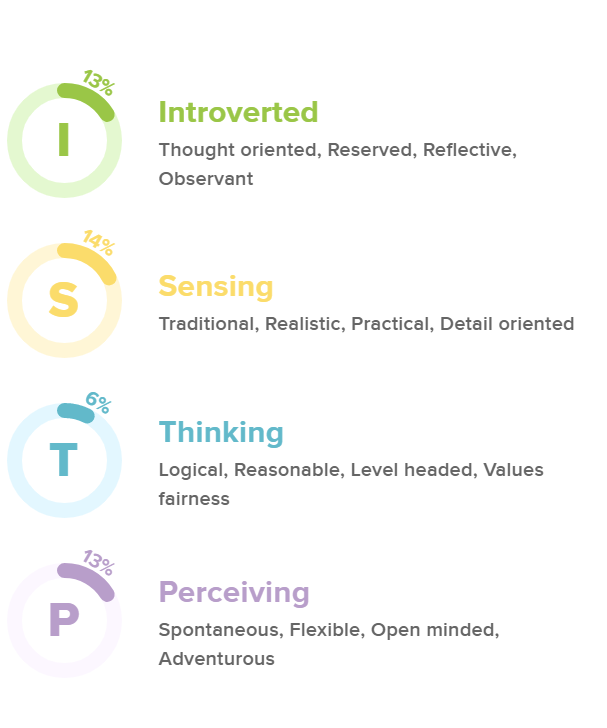 13%
I
Introverted
Thought oriented, Reserved, Reflective,
Observant
14%
S
Sensing
Traditional, Realistic, Practical, Detail oriented
6%
T
Thinking
Logical, Reasonable, Level headed, Values
fairness
13%
P
Perceiving
Spontaneous, Flexible, Open minded,
Adventurous